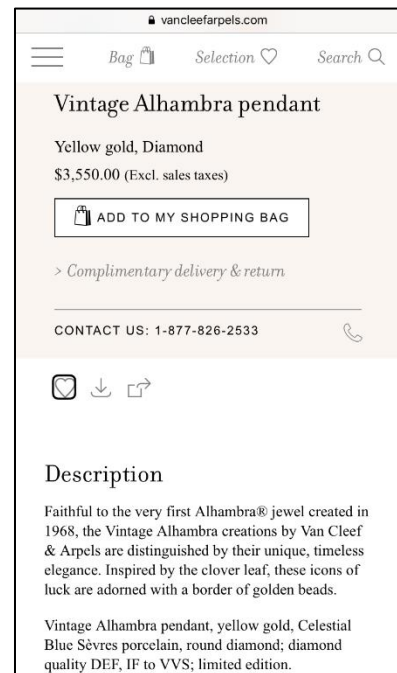 vancleefarpels.com
Bag Selection Search
Vintage Alhambra pendant
Yellow gold, Diamond
$3,550.00 (Excl. sales taxes)
ADD TO MY SHOPPING BAG
> Complimentary delivery & return
CONTACT US: 1-877-826-2533
Description
Faithful to the very first Alhambra® jewel created in
1968, the Vintage Alhambra creations by Van Cleef
& Arpels are distinguished by their unique, timeless
elegance. Inspired by the clover leaf, these icons of
luck are adorned with a border of golden beads.
Vintage Alhambra pendant, yellow gold, Celestial
Blue Sèvres porcelain, round diamond; diamond
quality DEF, IF to VVS; limited edition.